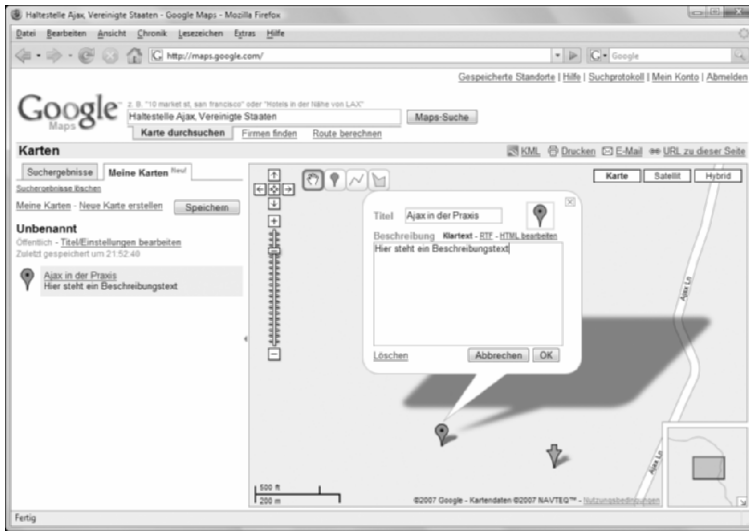 Haltestelle Ajax, Vereinigte Staaten - Google Maps - Mozilla Firefox
Datei Bearbeiten Ansicht Chronik Lesezeichen Extras Hilfe
http://maps.google.com/
Google
Gespeicherte Standorte | Hilfe | Suchprotokoll | Mein Konto | Abmelden
Google
Maps
z. B. "10 market st, san francisco" oder "Hotels in der Nähe von LAX"
Haltestelle Ajax, Vereinigte Staaten
Maps-Suche
Karte durchsuchen Firmen finden Route berechnen
Karten
KML Drucken E-Mail URL zu dieser Seite
Suchergebnisse Meine Karten Neu!
Suchergebnisse löschen
Meine Karten - Neue Karte erstellen Speichern
Unbenannt
Öffentlich - Titel/Einstellungen bearbeiten
Zuletzt gespeichert um 21:52:40
Ajax in der Praxis
Hier steht ein Beschreibungstext
Karte Satellit Hybrid
Titel Ajax in der Praxis
Beschreibung Klartext - RTF - HTML bearbeiten
Hier steht ein Beschreibungstext
Löschen Abbrechen OK
Ajax Ln
Ajax Ln
500 ft
200 m
©2007 Google - Kartendaten ©2007 NAVTEQ™ - Nutzungsbedingungen
Fertig